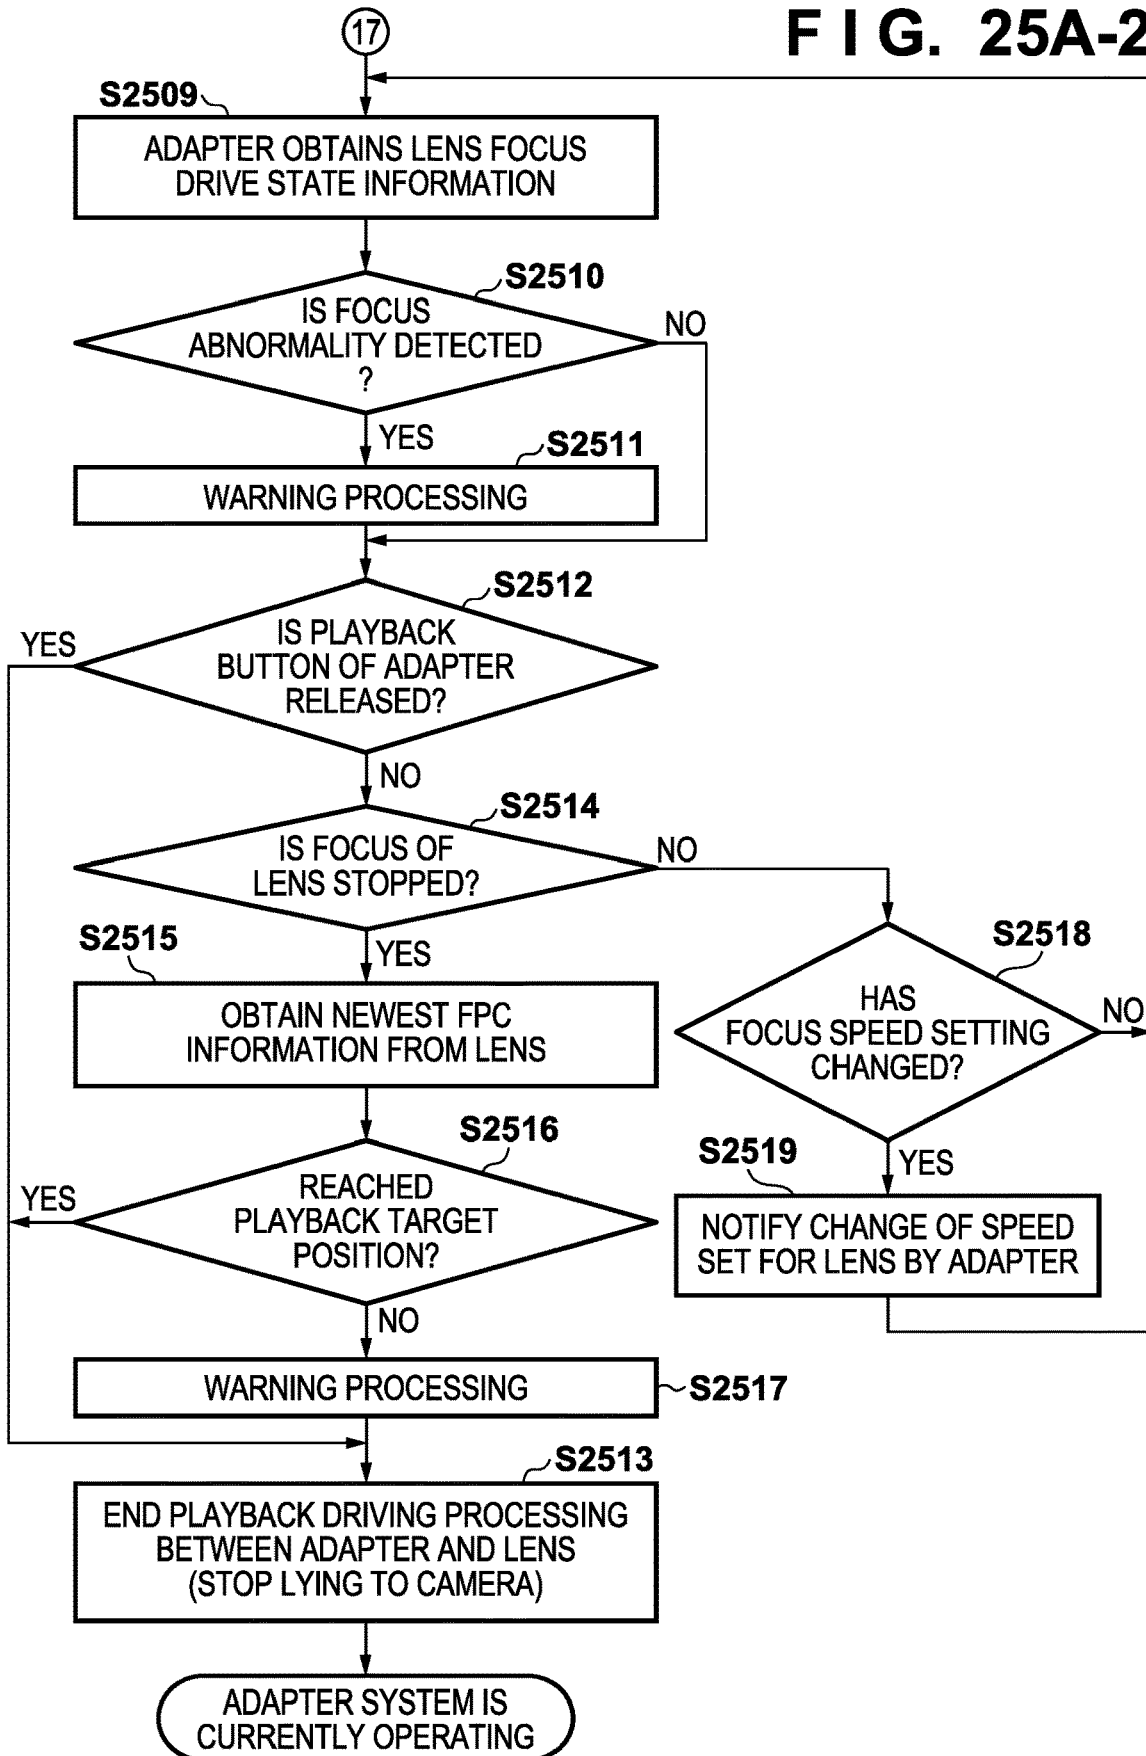 17
F I G. 25A-2
S2509
ADAPTER OBTAINS LENS FOCUS
DRIVE STATE INFORMATION
S2510
IS FOCUS
ABNORMALITY DETECTED
?
NO
YES
S2511
WARNING PROCESSING
S2512
YES
IS PLAYBACK
BUTTON OF ADAPTER
RELEASED?
NO
S2514
IS FOCUS OF
LENS STOPPED?
NO
S2515
YES
S2518
OBTAIN NEWEST FPC
INFORMATION FROM LENS
HAS
FOCUS SPEED SETTING
CHANGED?
NO
S2516
YES
REACHED
PLAYBACK TARGET
POSITION?
S2519
YES
NOTIFY CHANGE OF SPEED
SET FOR LENS BY ADAPTER
NO
WARNING PROCESSING
S2517
S2513
END PLAYBACK DRIVING PROCESSING
BETWEEN ADAPTER AND LENS
(STOP LYING TO CAMERA)
ADAPTER SYSTEM IS
CURRENTLY OPERATING